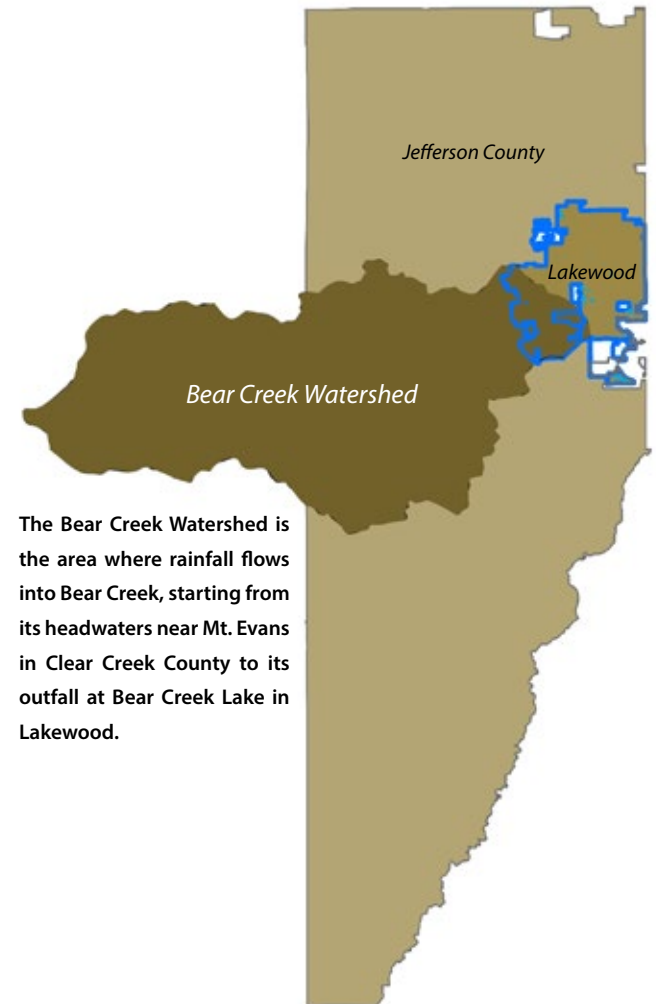 Jefferson County
Lakewood
Bear Creek Watershed
The Bear Creek Watershed is
the area where rainfall flows
into Bear Creek, starting from
its headwaters near Mt. Evans
in Clear Creek County to its
outfall at Bear Creek Lake in
Lakewood.